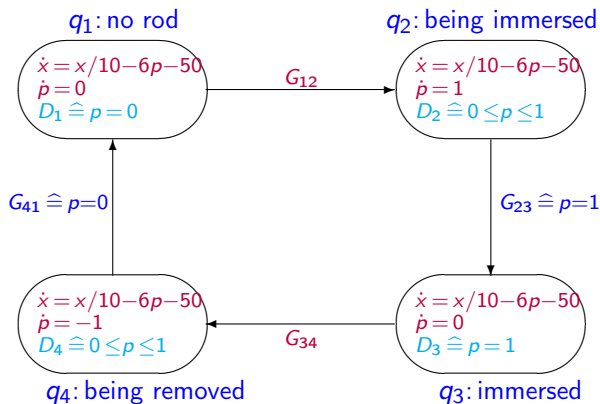 q₁: no rod
q₂: being immersed
ẋ = x/10−6p−50
ṗ = 0
D₁ ≙ p = 0
G₁₂
ẋ = x/10−6p−50
ṗ = 1
D₂ ≙ 0 ≤ p ≤ 1
G₄₁ ≙ p=0
G₂₃ ≙ p=1
ẋ = x/10−6p−50
ṗ = −1
D₄ ≙ 0 ≤ p ≤ 1
G₃₄
ẋ = x/10−6p−50
ṗ = 0
D₃ ≙ p = 1
q₄: being removed
q₃: immersed